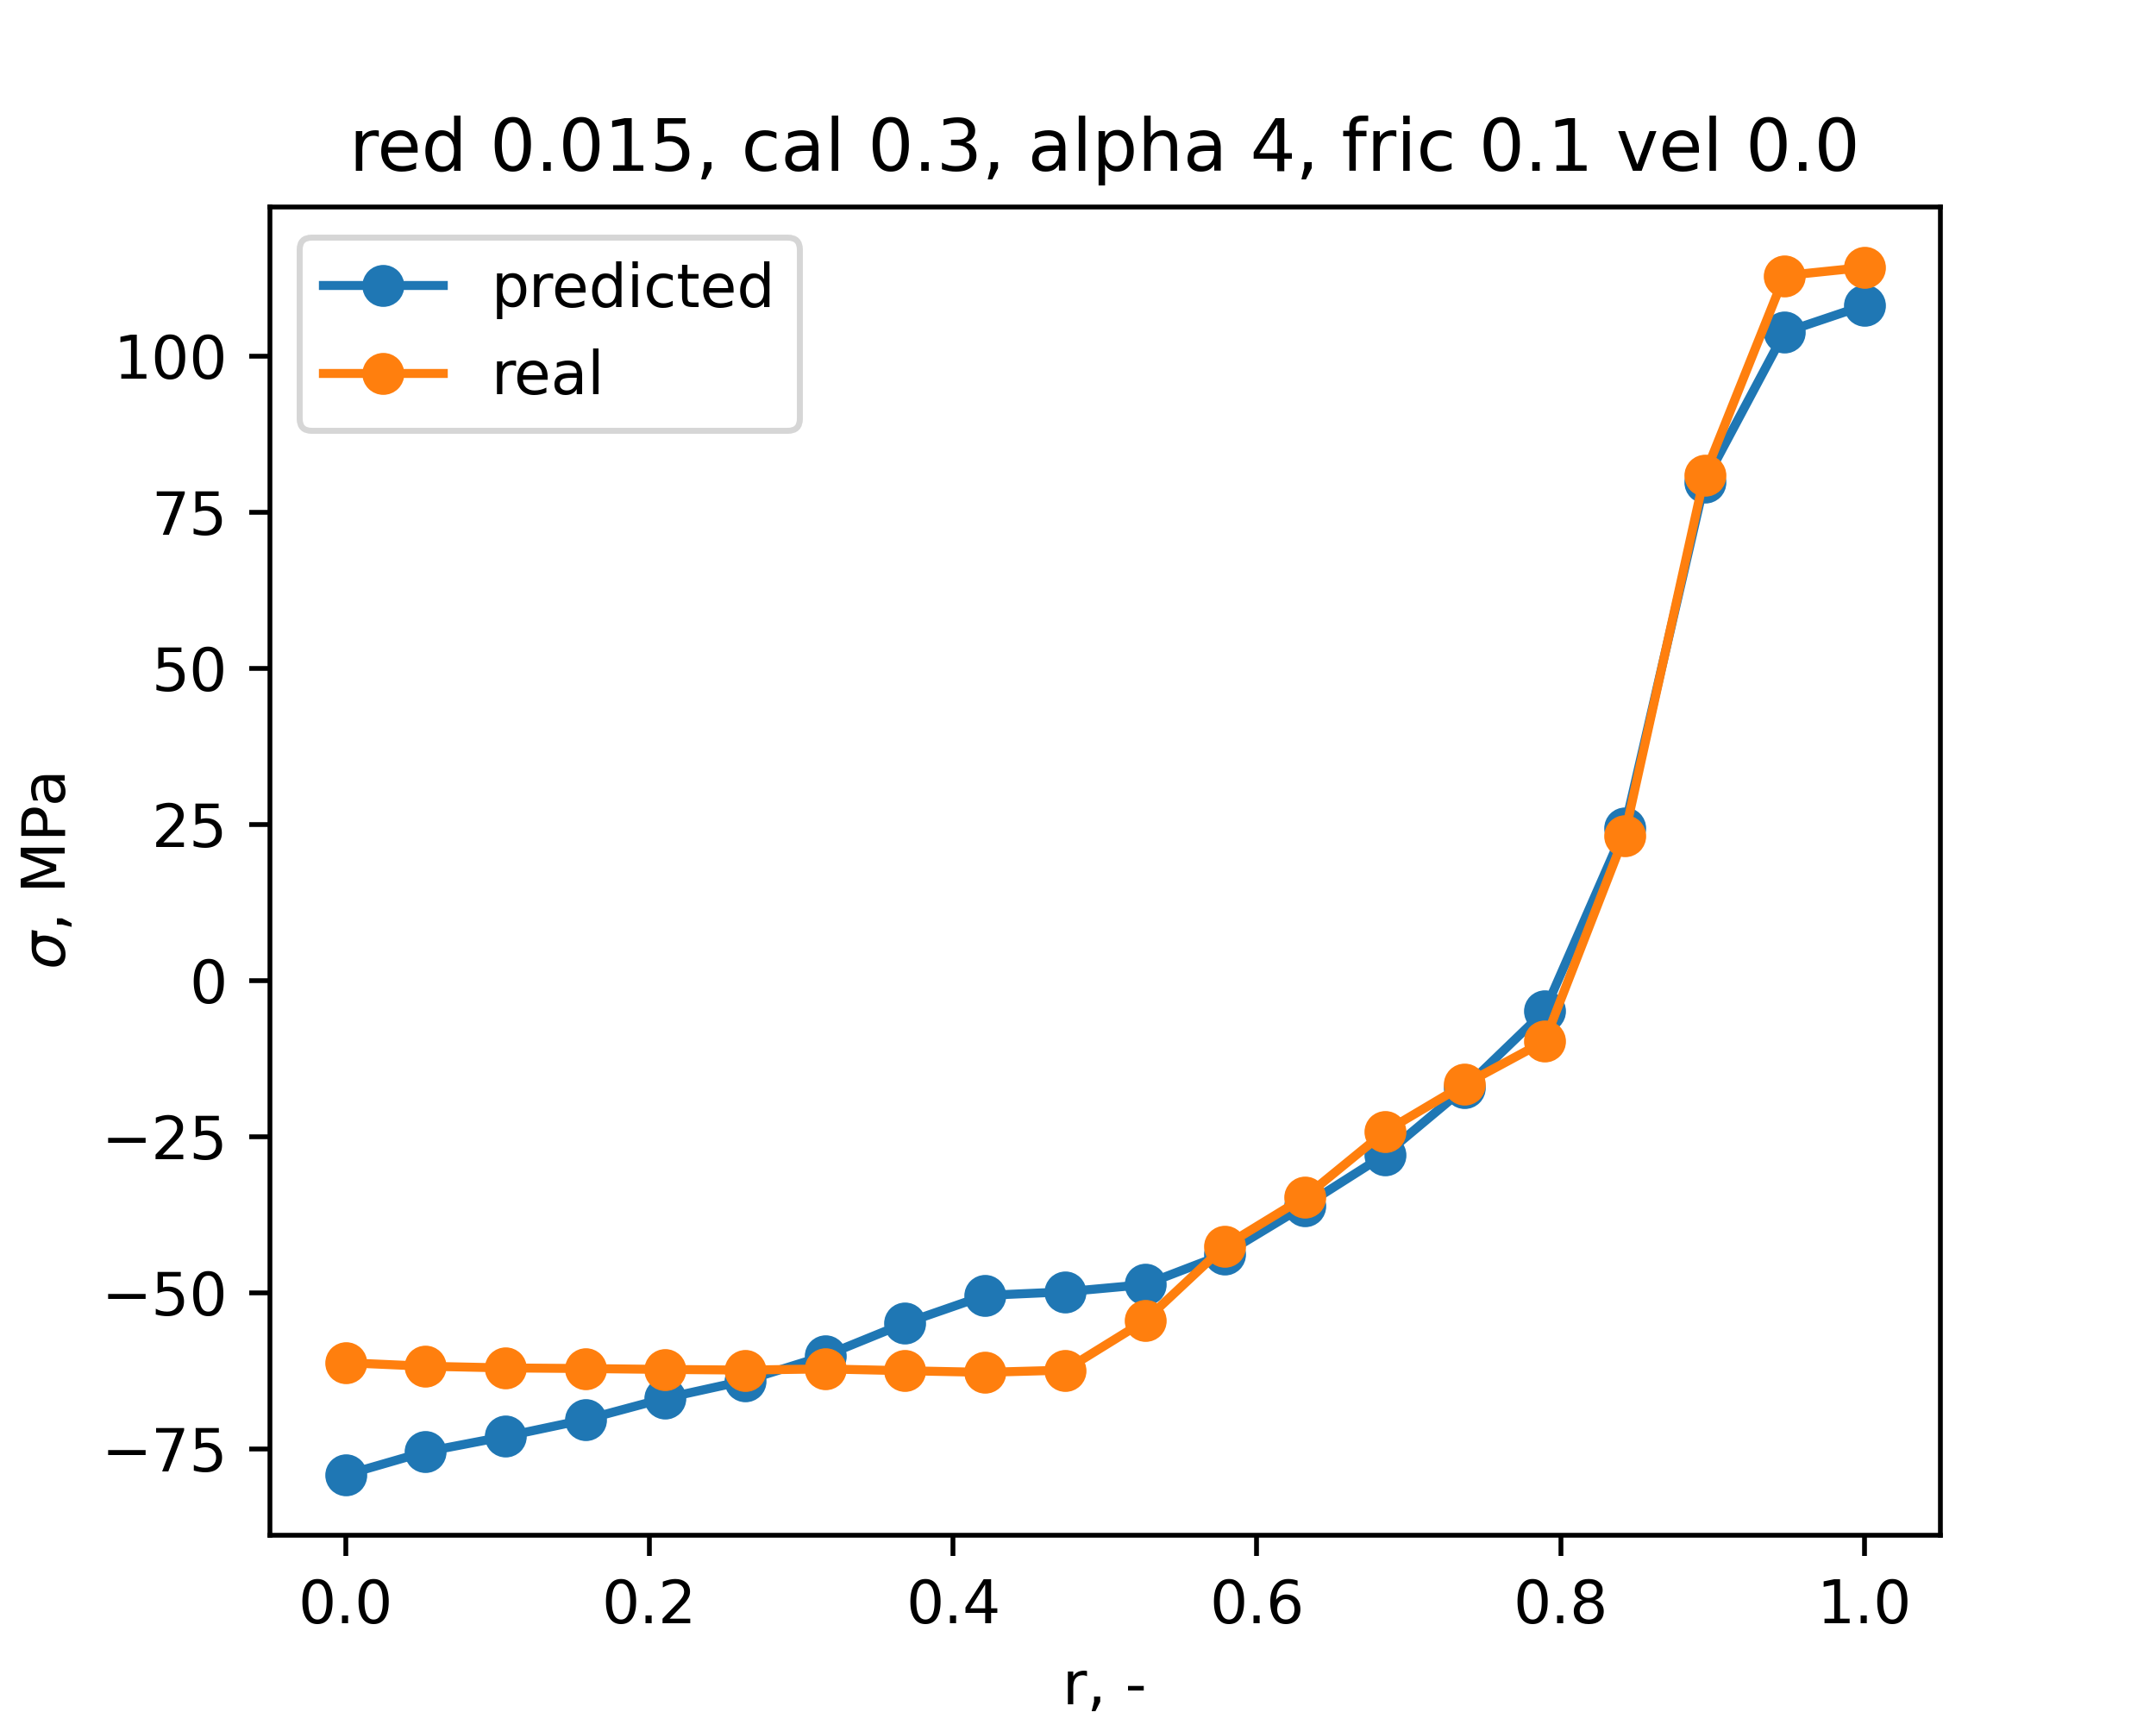 red 0.015, cal 0.3, alpha 4, fric 0.1 vel 0.0
predicted
real
100
75
50
25
0
−25
−50
−75
σ, MPa
0.0 0.2 0.4 0.6 0.8 1.0
r, -